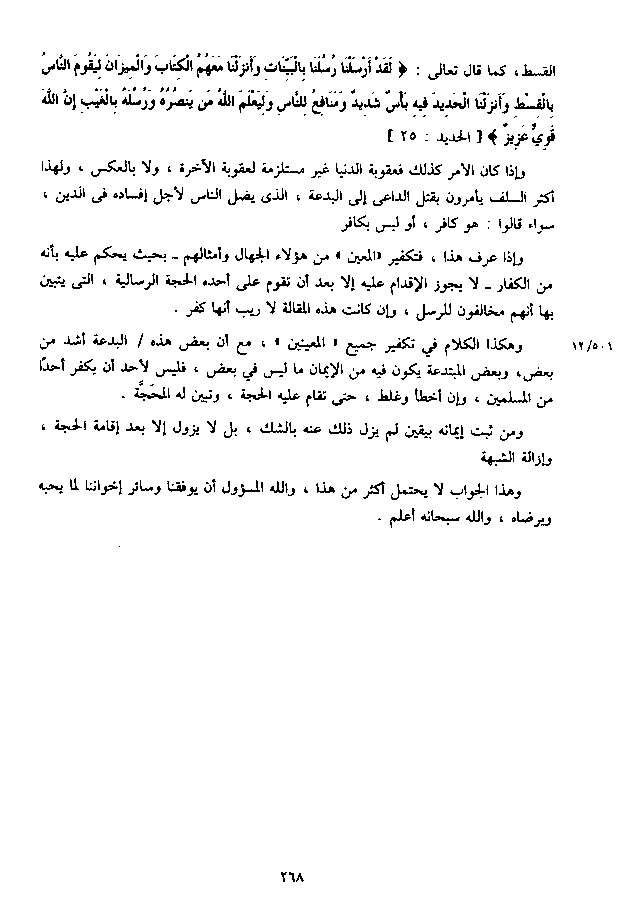 القسط، كما قال تعالى : ﴿ لَقَدْ أَرْسَلْنَا رُسُلَنَا بِالْبَيِّنَاتِ وَأَنزَلْنَا مَعَهُمُ الْكِتَابَ وَالْمِيزَانَ لِيَقُومَ النَّاسُ
بِالْقِسْطِ وَأَنزَلْنَا الْحَدِيدَ فِيهِ بَأْسٌ شَدِيدٌ وَمَنَافِعُ لِلنَّاسِ وَلِيَعْلَمَ اللَّهُ مَن يَنصُرُهُ وَرُسُلَهُ بِالْغَيْبِ إِنَّ اللَّهَ
قَوِيٌّ عَزِيزٌ ﴾ [ الحديد : ٢٥ ]
وإذا كان الأمر كذلك فعقوبة الدنيا غير مستلزمة لعقوبة الآخرة ، ولا بالعكس ، ولهذا
أكثر السلف يأمرون بقتل الداعى إلى البدعة ، الذى يضل الناس لأجل إفساده فى الدين ،
سواء قالوا : هو كافر ، أو ليس بكافر
وإذا عرف هذا ، فتكفير «المعين» من هؤلاء الجهال وأمثالهم ـ بحيث يحكم عليه بأنه
من الكفار ـ لا يجوز الإقدام عليه إلا بعد أن تقوم على أحده الحجة الرسالية ، التى يتبين
بها أنهم مخالفون للرسل ، وإن كانت هذه المقالة لا ريب أنها كفر .
وهكذا الكلام في تكفير جميع « المعينين » ، مع أن بعض هذه / البدعة أشد من
١٢/٥٠١
بعض، وبعض المبتدعة يكون فيه من الإيمان ما ليس في بعض ، فليس لأحد أن يكفر أحدًا
من المسلمين ، وإن أخطأ وغلط ، حتى تقام عليه الحجة ، وتبين له المحَجَّة .
ومن ثبت إيمانه بيقين لم يزل ذلك عنه بالشك ، بل لا يزول إلا بعد إقامة الحجة ،
وإزالة الشبهة
وهذا الجواب لا يحتمل أكثر من هذا ، والله المسؤول أن يوفقنا وسائر إخواننا لما يحبه
ويرضاه ، والله سبحانه أعلم .
٢٦٨